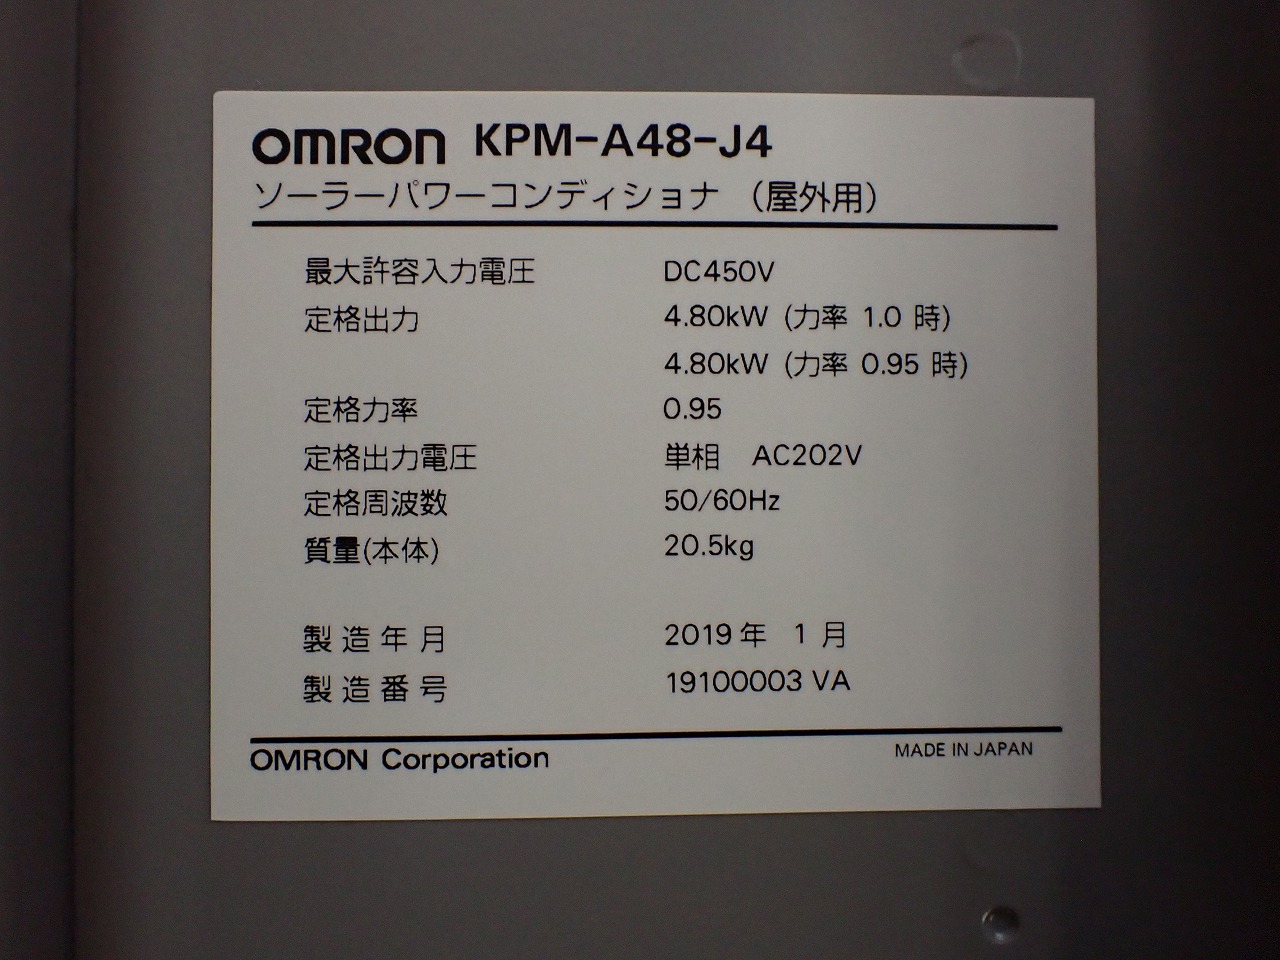 OMRON KPM-A48-J4
ソーラーパワーコンディショナ （屋外用）
最大許容入力電圧 DC450V
定格出力 4.80kW (力率 1.0 時)
4.80kW (力率 0.95 時)
定格力率 0.95
定格出力電圧 単相 AC202V
定格周波数 50/60Hz
質量(本体) 20.5kg
製造年月 2019年 1月
製造番号 19100003 VA
OMRON Corporation MADE IN JAPAN